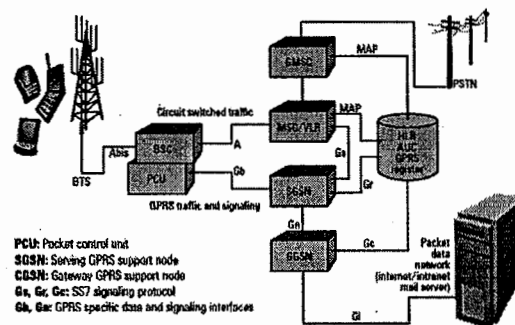 GMSC
MAP
PSTN
Circuit switched traffic
MSC/VLR
MAP
HLR
AUC
GPRS
register
BSC
A
Gs
Abis
PCU
Gb
SGSN
Gr
BTS
GPRS traffic and signaling
Gn
GGSN
Gc
Packet
data
network
(internet/intranet
mail server)
Gi
PCU: Packet control unit
SGSN: Serving GPRS support node
CGSN: Gateway GPRS support node
Gs, Gr, Gc: SS7 signaling protocol
Gb, Gn: GPRS specific data and signaling interfaces